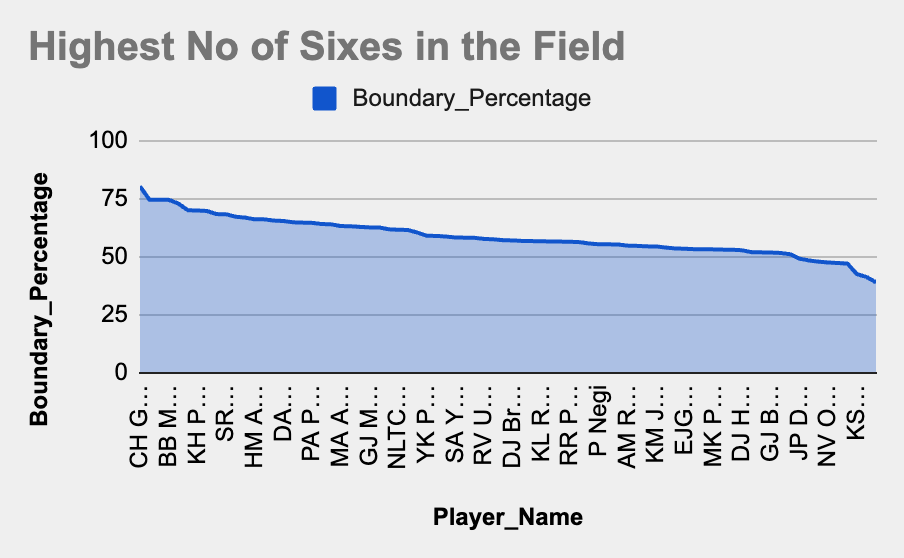 Highest No of Sixes in the Field
Boundary_Percentage
Boundary_Percentage
100
75
50
25
0
CH G…
BB M…
KH P…
SR…
HM A…
DA…
PA P…
MA A…
GJ M…
NLTC…
YK P…
SA Y…
RV U…
DJ Br…
KL R…
RR P…
P Negi
AM R…
KM J…
EJG…
MK P…
DJ H…
GJ B…
JP D…
NV O…
KS…
Player_Name